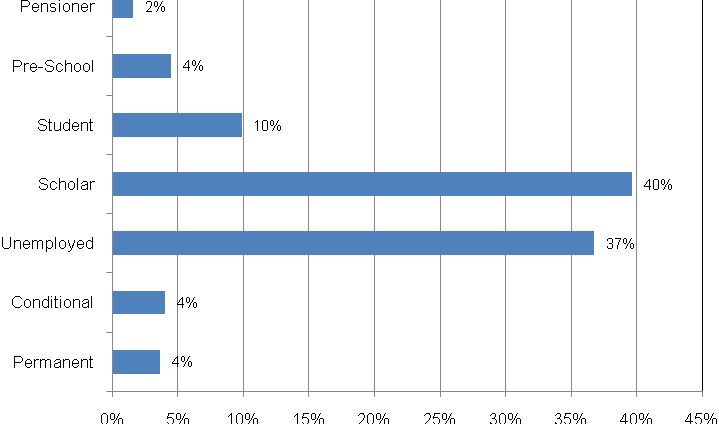 Pensioner 2%
Pre-School 4%
Student 10%
Scholar 40%
Unemployed 37%
Conditional 4%
Permanent 4%
0% 5% 10% 15% 20% 25% 30% 35% 40% 45%